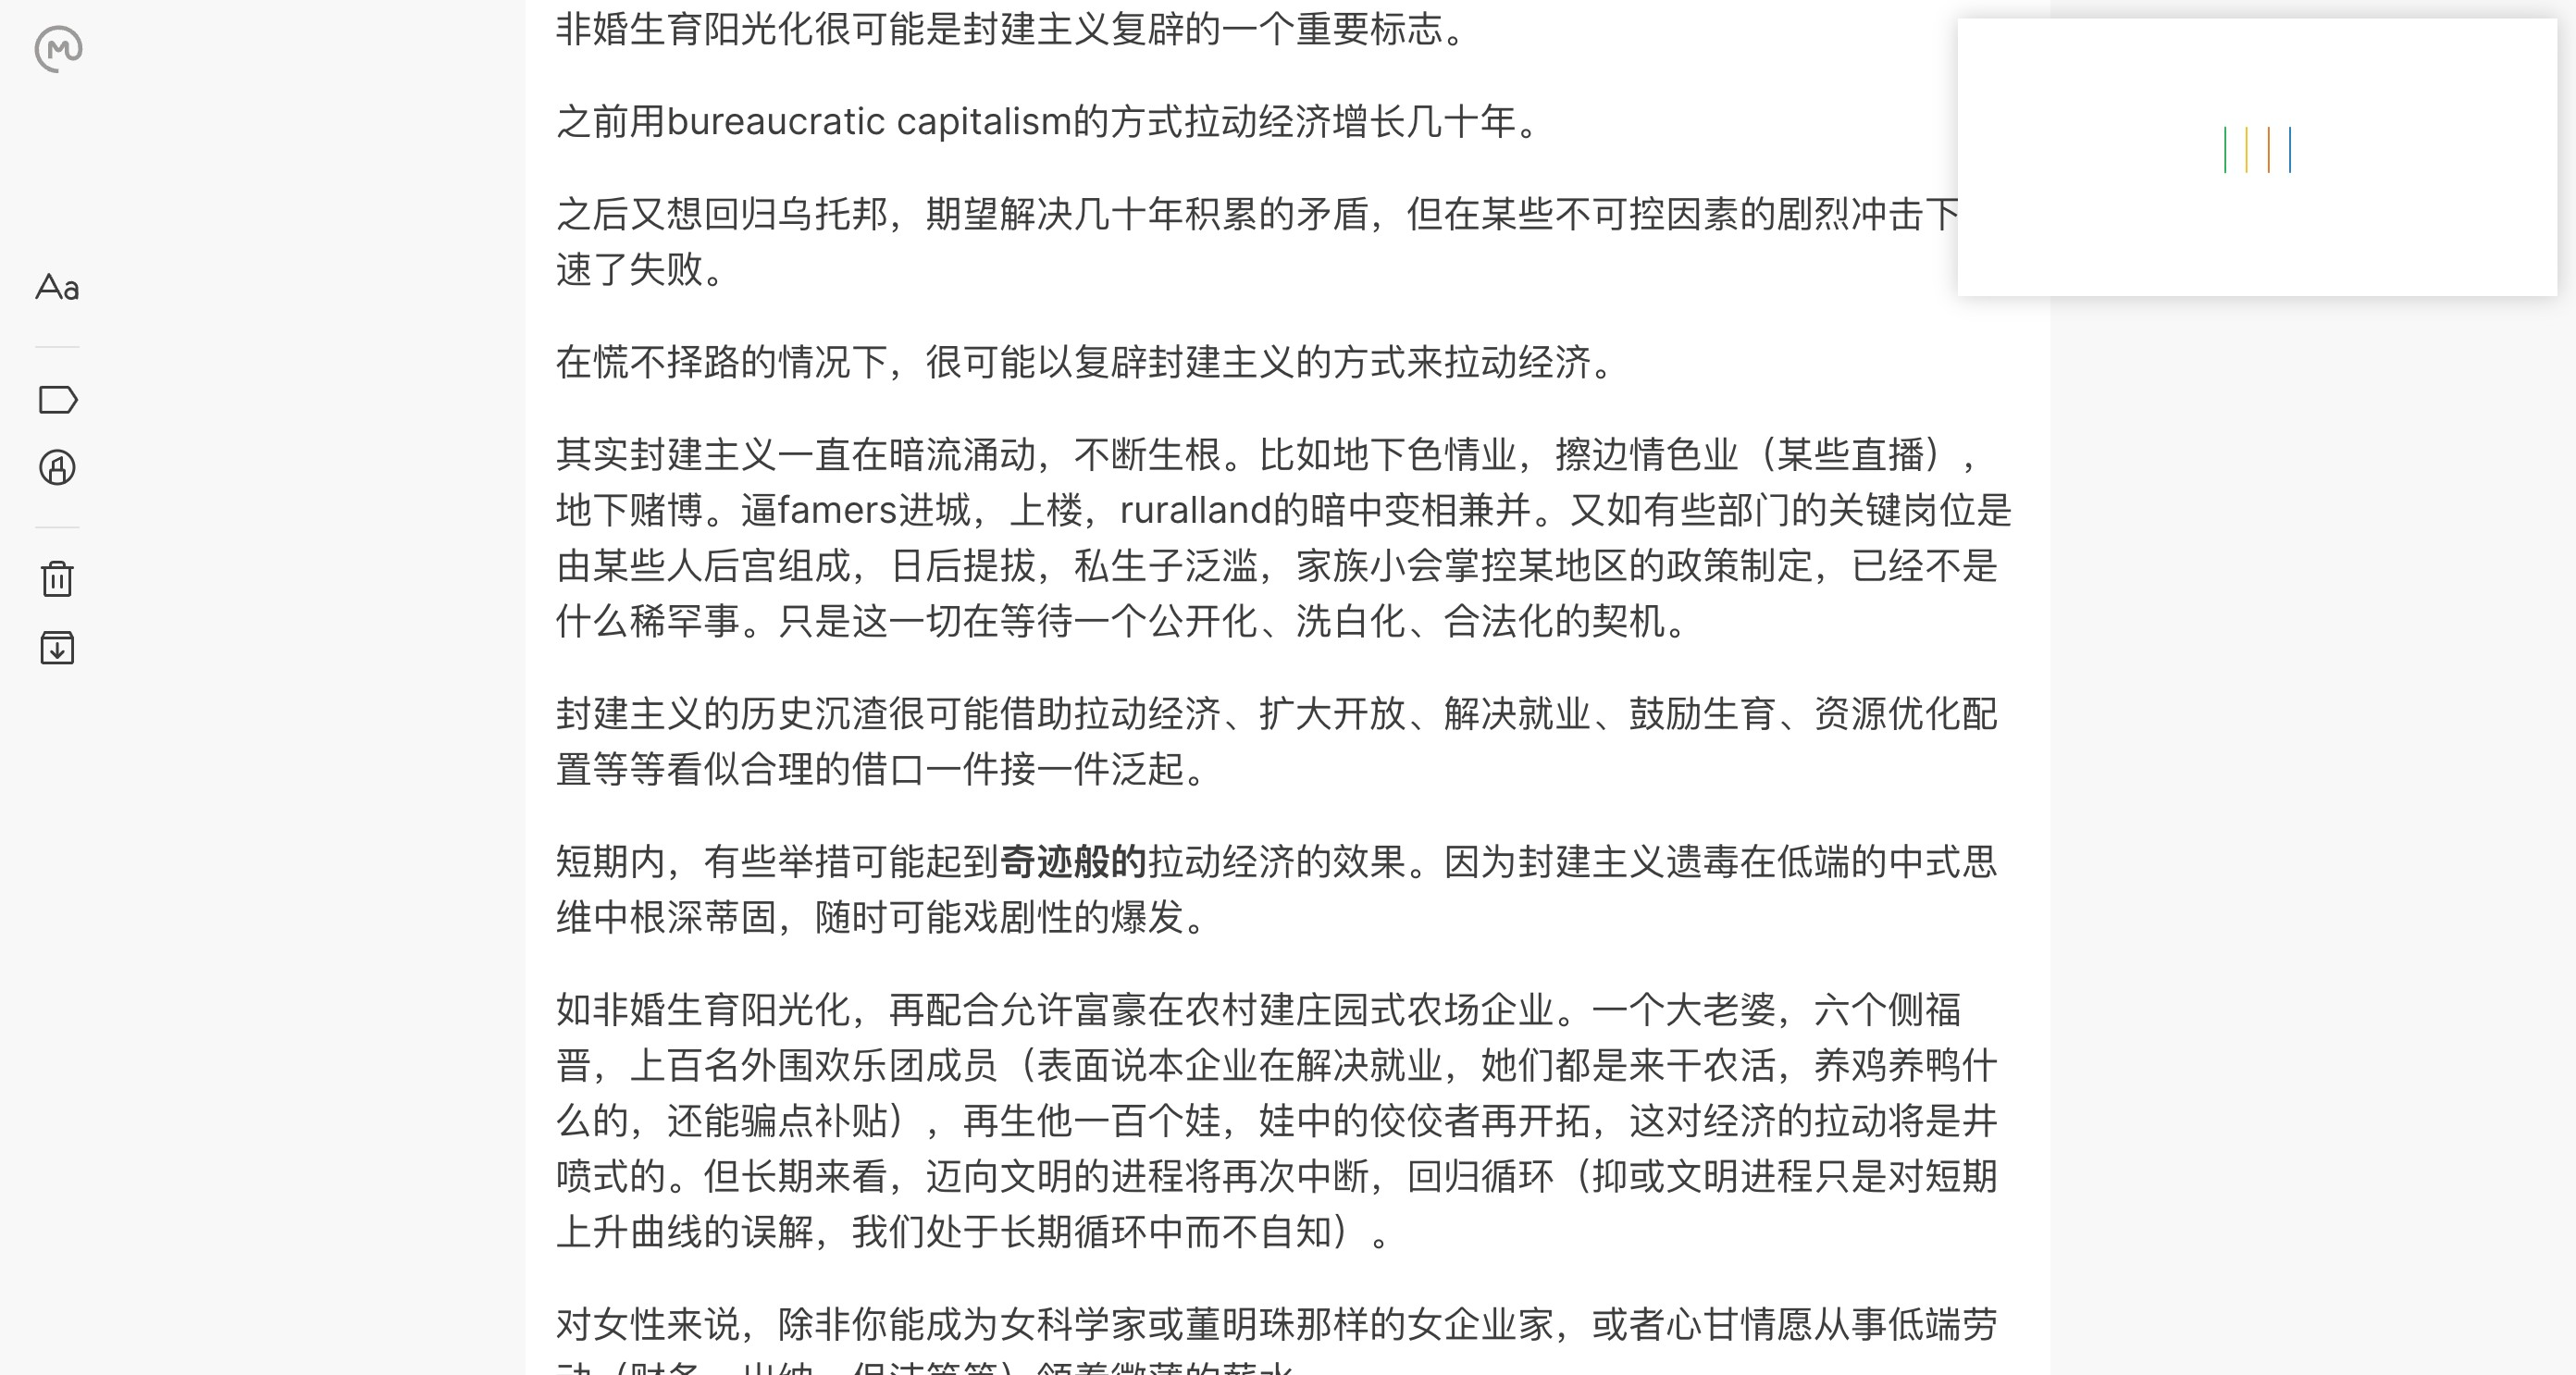 非婚生育阳光化很可能是封建主义复辟的一个重要标志。
之前用bureaucratic capitalism的方式拉动经济增长几十年。
之后又想回归乌托邦，期望解决几十年积累的矛盾，但在某些不可控因素的剧烈冲击下
速了失败。
在慌不择路的情况下，很可能以复辟封建主义的方式来拉动经济。
其实封建主义一直在暗流涌动，不断生根。比如地下色情业，擦边情色业（某些直播），
地下赌博。逼famers进城，上楼，ruralland的暗中变相兼并。又如有些部门的关键岗位是
由某些人后宫组成，日后提拔，私生子泛滥，家族小会掌控某地区的政策制定，已经不是
什么稀罕事。只是这一切在等待一个公开化、洗白化、合法化的契机。
封建主义的历史沉渣很可能借助拉动经济、扩大开放、解决就业、鼓励生育、资源优化配
置等等看似合理的借口一件接一件泛起。
短期内，有些举措可能起到奇迹般的拉动经济的效果。因为封建主义遗毒在低端的中式思
维中根深蒂固，随时可能戏剧性的爆发。
如非婚生育阳光化，再配合允许富豪在农村建庄园式农场企业。一个大老婆，六个侧福
晋，上百名外围欢乐团成员（表面说本企业在解决就业，她们都是来干农活，养鸡养鸭什
么的，还能骗点补贴），再生他一百个娃，娃中的佼佼者再开拓，这对经济的拉动将是井
喷式的。但长期来看，迈向文明的进程将再次中断，回归循环（抑或文明进程只是对短期
上升曲线的误解，我们处于长期循环中而不自知）。
对女性来说，除非你能成为女科学家或董明珠那样的女企业家，或者心甘情愿从事低端劳
Aa